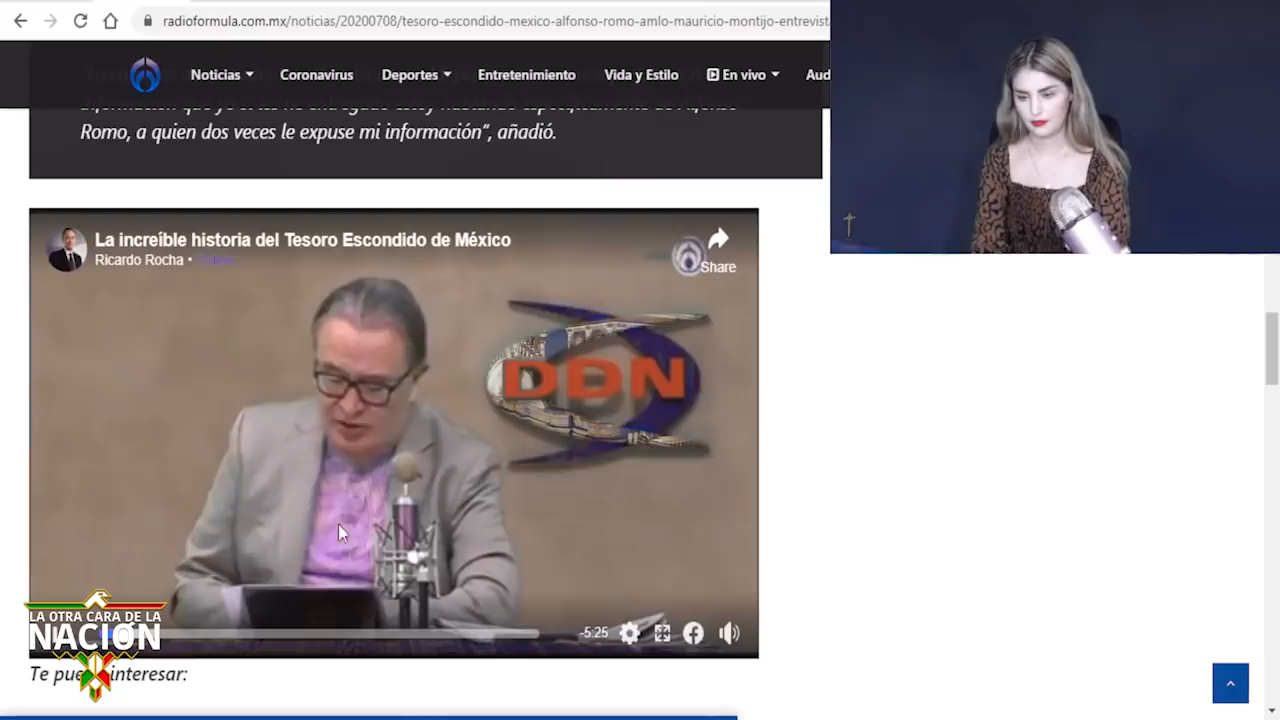 radioformula.com.mx/noticias/20200708/tesoro-escondido-mexico-alfonso-romo-amlo-mauricio-montijo-entrevist
Noticias
Coronavirus
Deportes
Entretenimiento
Vida y Estilo
En vivo
Aud
Romo, a quien dos veces le expuse mi información“, añadió.
La increíble historia del Tesoro Escondido de México
Ricardo Rocha •
Share
DDN
-5:25
LA OTRA CARA DE LA
NACIÓN
Te interesar: